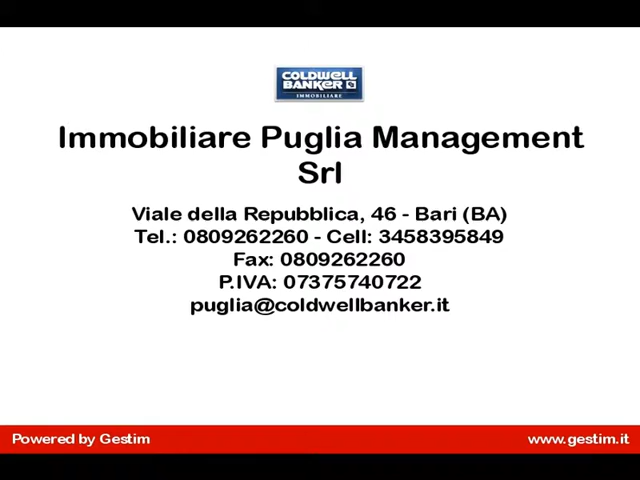 COLDWELL
BANKER
IMMOBILIARE
Immobiliare Puglia Management
Srl
Viale della Repubblica, 46 - Bari (BA)
Tel.: 0809262260 - Cell: 3458395849
Fax: 0809262260
P.IVA: 07375740722
puglia@coldwellbanker.it
Powered by Gestim
www.gestim.it